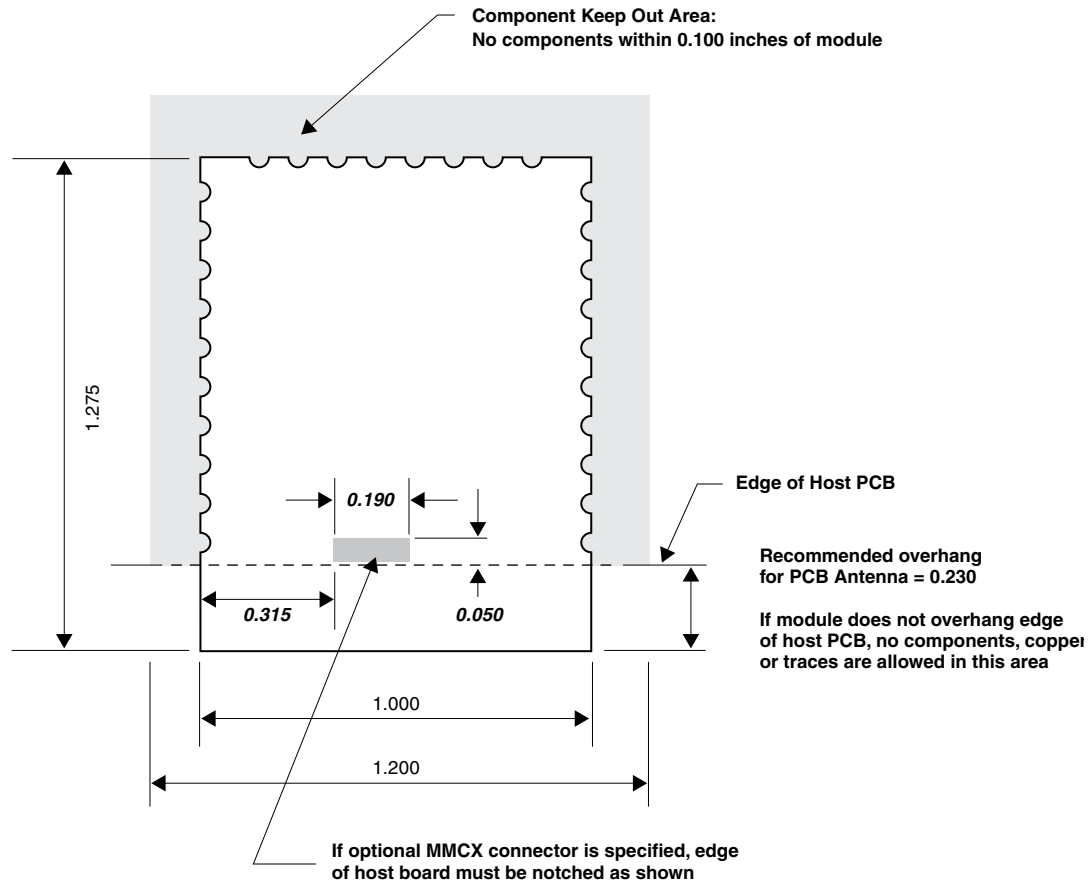 Component Keep Out Area:
No components within 0.100 inches of module
1.275
0.190
Edge of Host PCB
Recommended overhang
for PCB Antenna = 0.230
0.315
0.050
If module does not overhang edge
of host PCB, no components, copper
or traces are allowed in this area
1.000
1.200
If optional MMCX connector is specified, edge
of host board must be notched as shown